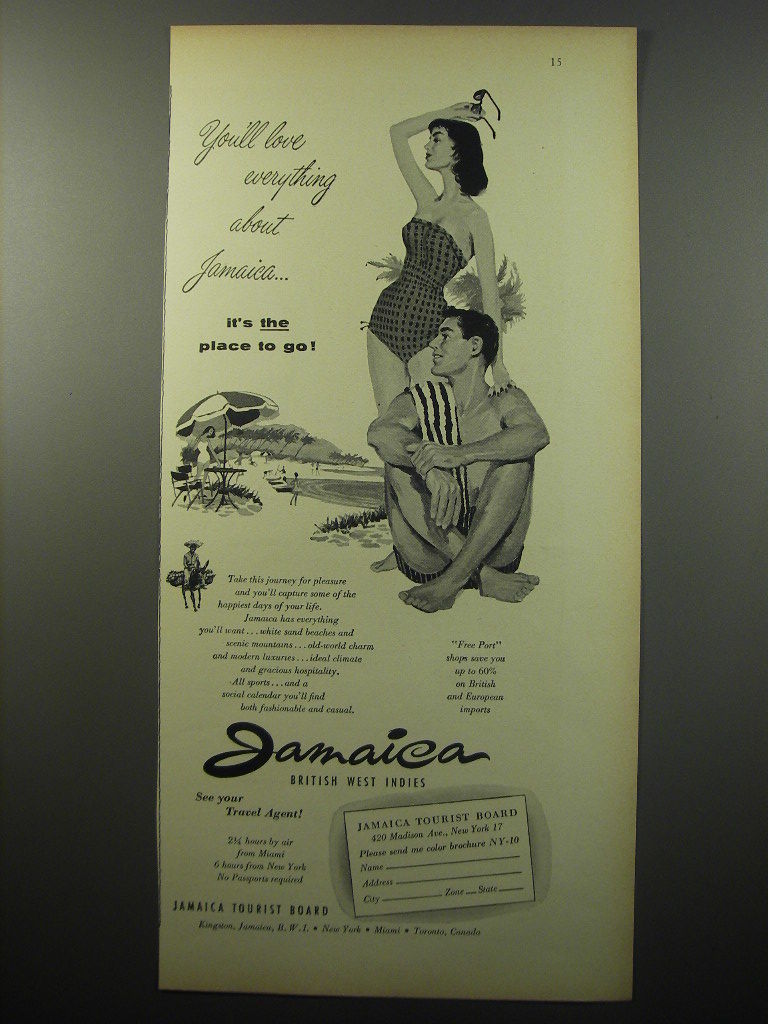 15
You'll love
everything
about
Jamaica...
it's the
place to go!
Take this journey for pleasure
and you'll capture some of the
happiest days of your life.
Jamaica has everything
you'll want...white sand beaches and
scenic mountains...old-world charm
and modern luxuries...ideal climate
and gracious hospitality.
All sports...and a
social calendar you'll find
both fashionable and casual.
"Free Port"
shops save you
up to 60%
on British
and European
imports
Jamaica
BRITISH WEST INDIES
See your
Travel Agent!
2¼ hours by air
from Miami
6 hours from New York
No Passports required
JAMAICA TOURIST BOARD
420 Madison Ave., New York 17
Please send me color brochure NY-10
Name
Address
City Zone State
JAMAICA TOURIST BOARD
Kingston, Jamaica, B.W.I. • New York • Miami • Toronto, Canada